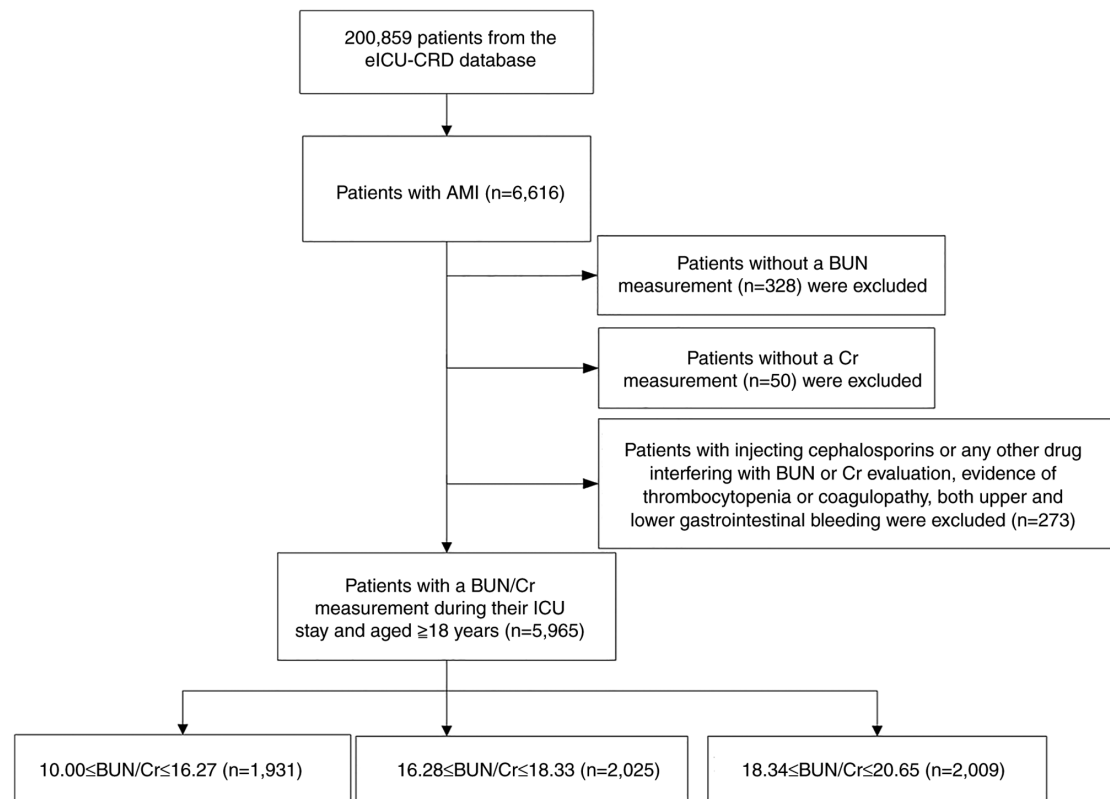 200,859 patients from the
eICU-CRD database
Patients with AMI (n=6,616)
Patients without a BUN
measurement (n=328) were excluded
Patients without a Cr
measurement (n=50) were excluded
Patients with injecting cephalosporins or any other drug
interfering with BUN or Cr evaluation, evidence of
thrombocytopenia or coagulopathy, both upper and
lower gastrointestinal bleeding were excluded (n=273)
Patients with a BUN/Cr
measurement during their ICU
stay and aged ≧18 years (n=5,965)
10.00≤BUN/Cr≤16.27 (n=1,931)
16.28≤BUN/Cr≤18.33 (n=2,025)
18.34≤BUN/Cr≤20.65 (n=2,009)